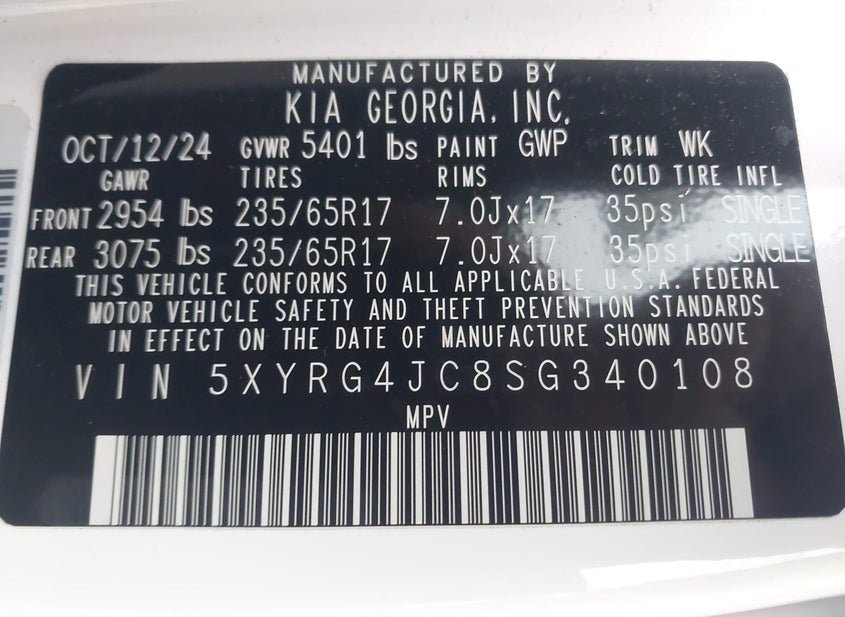 MANUFACTURED BY
KIA GEORGIA, INC.
OCT/12/24 GVWR 5401 lbs PAINT GWP TRIM WK
GAWR TIRES RIMS COLD TIRE INFL
FRONT 2954 lbs 235/65R17 7.0Jx17 35psi SINGLE
REAR 3075 lbs 235/65R17 7.0Jx17 35psi SINGLE
THIS VEHICLE CONFORMS TO ALL APPLICABLE U.S.A. FEDERAL
MOTOR VEHICLE SAFETY AND THEFT PREVENTION STANDARDS
IN EFFECT ON THE DATE OF MANUFACTURE SHOWN ABOVE
VIN 5XYRG4JC8SG340108
MPV